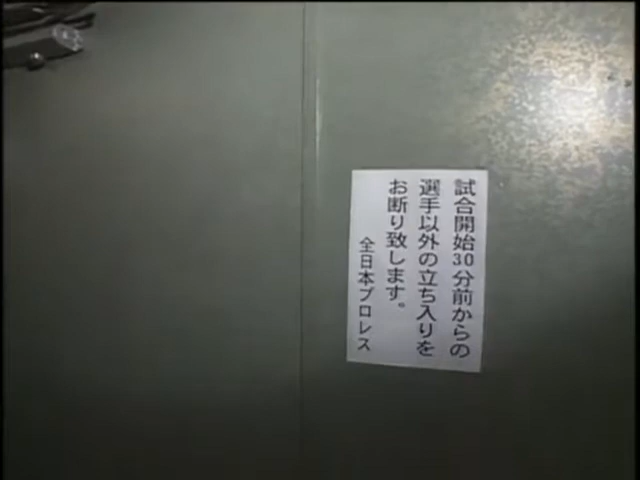 試合開始30分前からの
選手以外の立ち入りを
お断り致します。
全日本プロレス